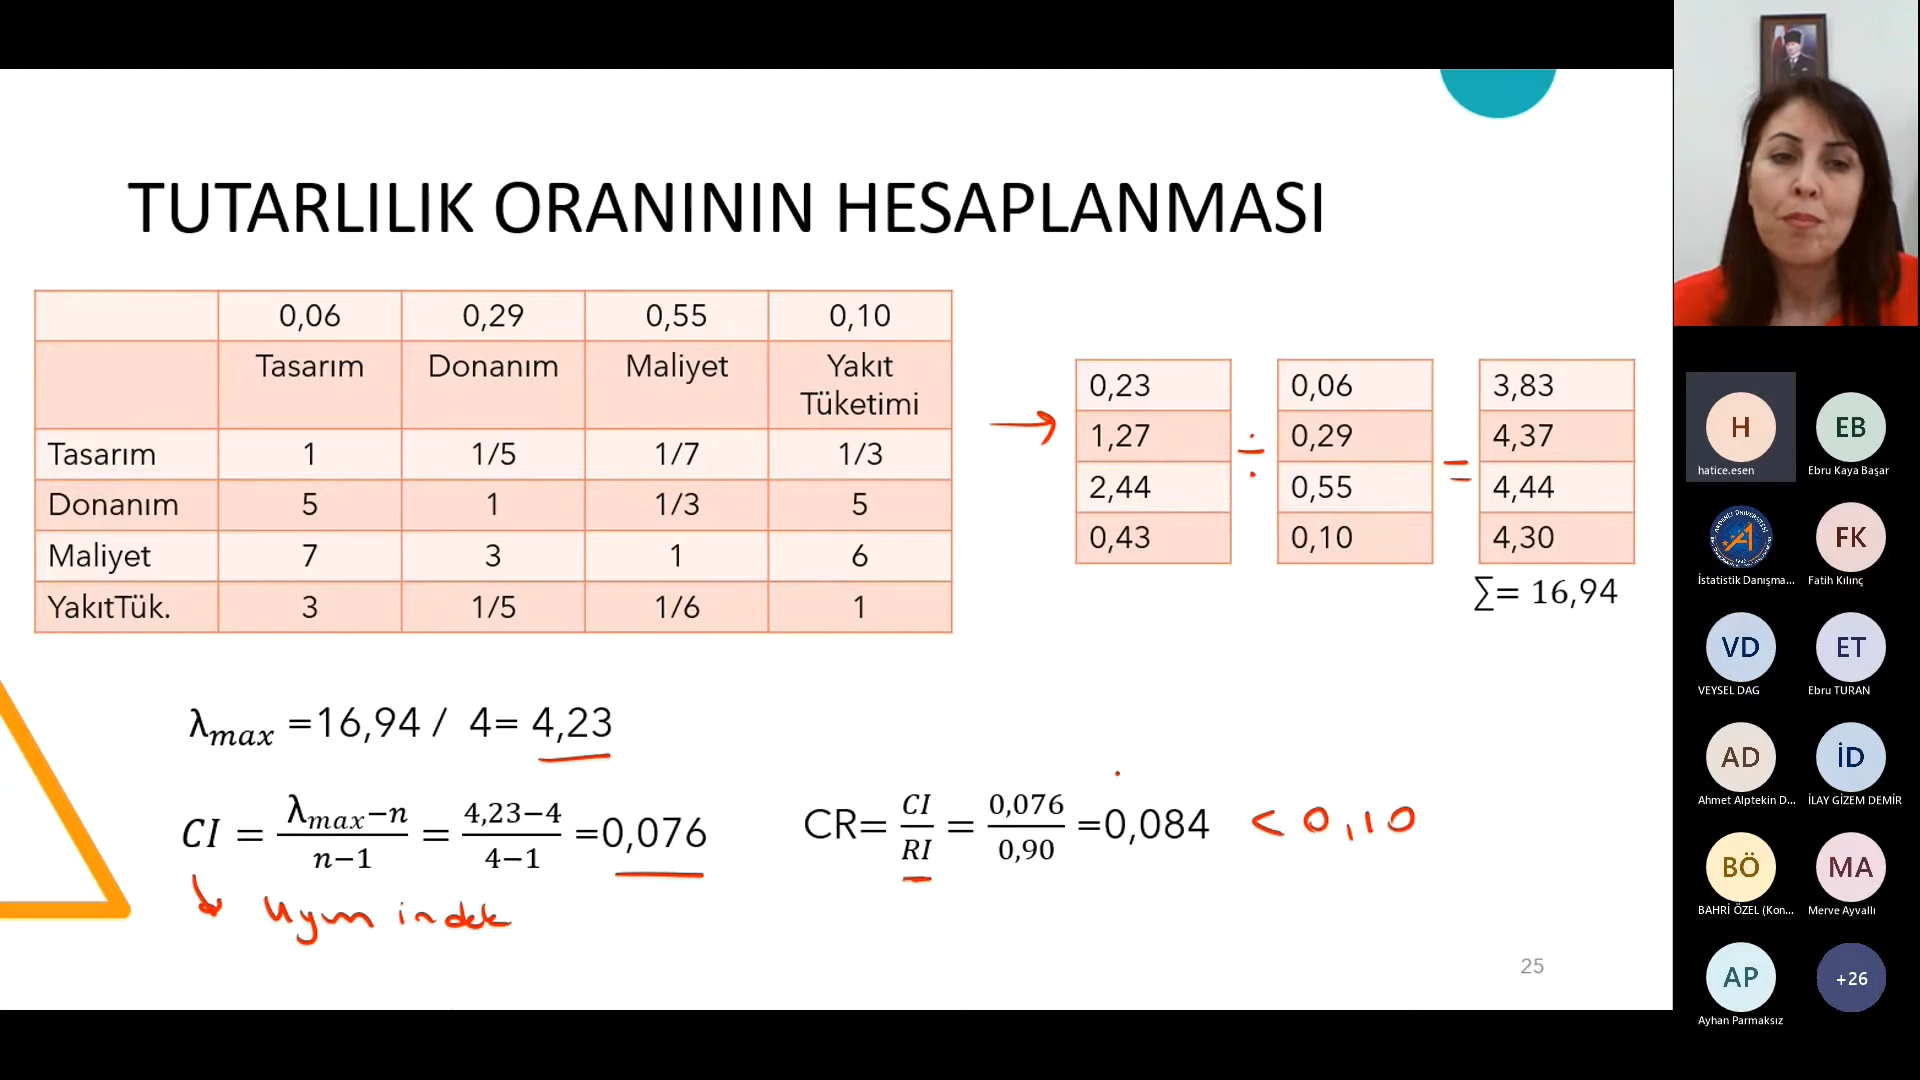 TUTARLILIK ORANININ HESAPLANMASI
0,06 0,29 0,55 0,10
Tasarım Donanım Maliyet Yakıt Tüketimi
Tasarım 1 1/5 1/7 1/3
Donanım 5 1 1/3 5
Maliyet 7 3 1 6
YakıtTük. 3 1/5 1/6 1
→ 0,23 ÷ 0,06 = 3,83
1,27 0,29 4,37
2,44 0,55 4,44
0,43 0,10 4,30
∑= 16,94
λmax =16,94 / 4= 4,23
CI = λmax−n / n−1 = 4,23−4 / 4−1 =0,076
CR= CI / RI = 0,076 / 0,90 =0,084 < 0,10
uyum indek
25
H
hatice.esen
EB
Ebru Kaya Başar
İstatistik Danışma...
FK
Fatih Kılınç
VD
VEYSEL DAG
ET
Ebru TURAN
AD
Ahmet Alptekin D...
İD
İLAY GİZEM DEMİR
BÖ
BAHRİ ÖZEL (Kon...
MA
Merve Ayvallı
AP
Ayhan Parmaksız
+26